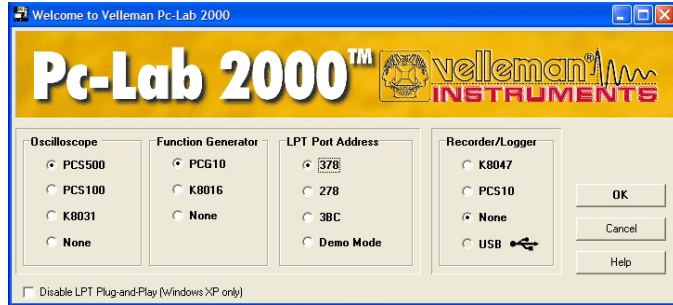 Welcome to Velleman Pc-Lab 2000
Pc-Lab 2000™
velleman®
INSTRUMENTS
Oscilloscope
PCS500
PCS100
K8031
None
Function Generator
PCG10
K8016
None
LPT Port Address
378
278
3BC
Demo Mode
Recorder/Logger
K8047
PCS10
None
USB
OK
Cancel
Help
Disable LPT Plug-and-Play (Windows XP only)